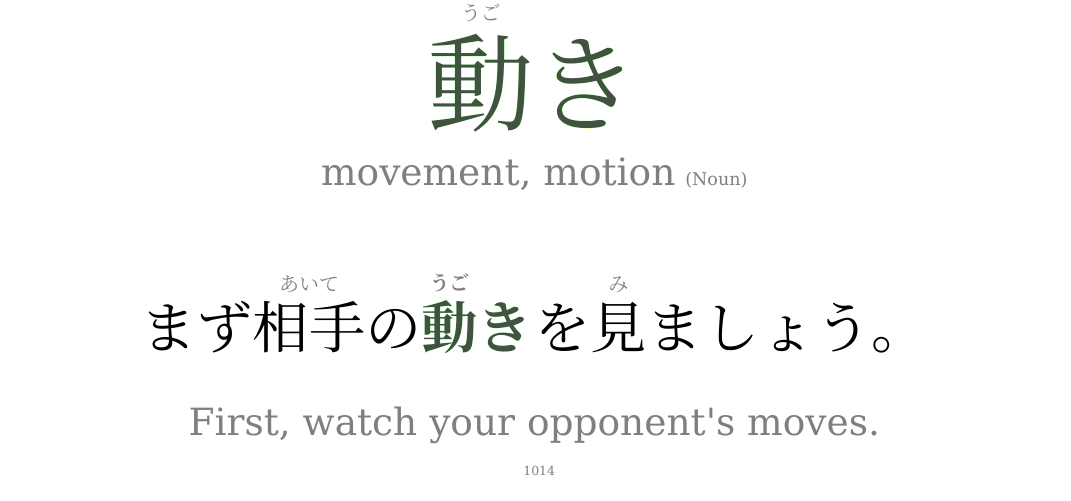 うご
動き
movement, motion (Noun)
あいて うご み
まず相手の動きを見ましょう。
First, watch your opponent's moves.
1014